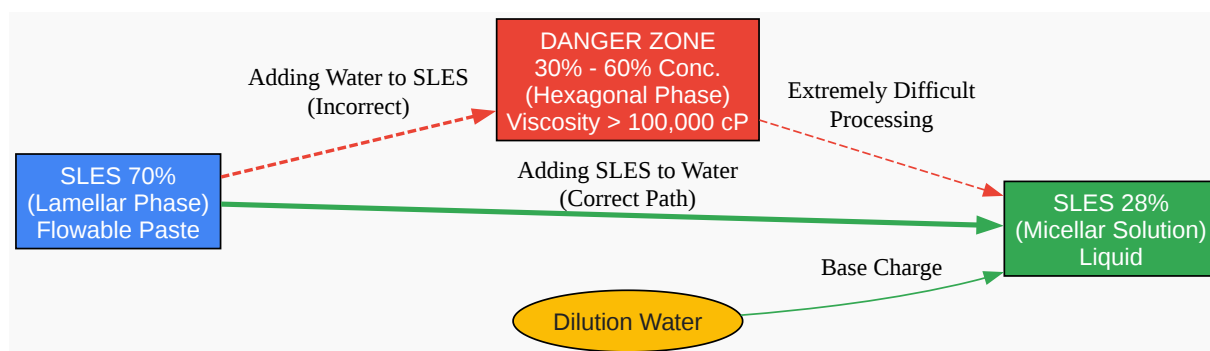 DANGER ZONE
30% - 60% Conc.
(Hexagonal Phase)
Viscosity > 100,000 cP
Adding Water to SLES
(Incorrect)
Extremely Difficult
Processing
SLES 70%
(Lamellar Phase)
Flowable Paste
Adding SLES to Water
(Correct Path)
SLES 28%
(Micellar Solution)
Liquid
Base Charge
Dilution Water